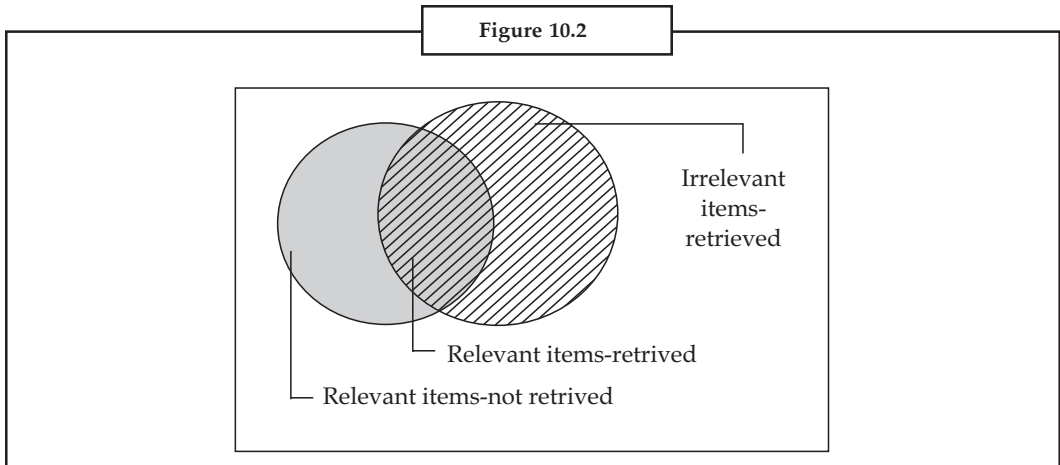 Figure 10.2
Irrelevant
items-
retrieved
Relevant items-retrived
Relevant items-not retrived